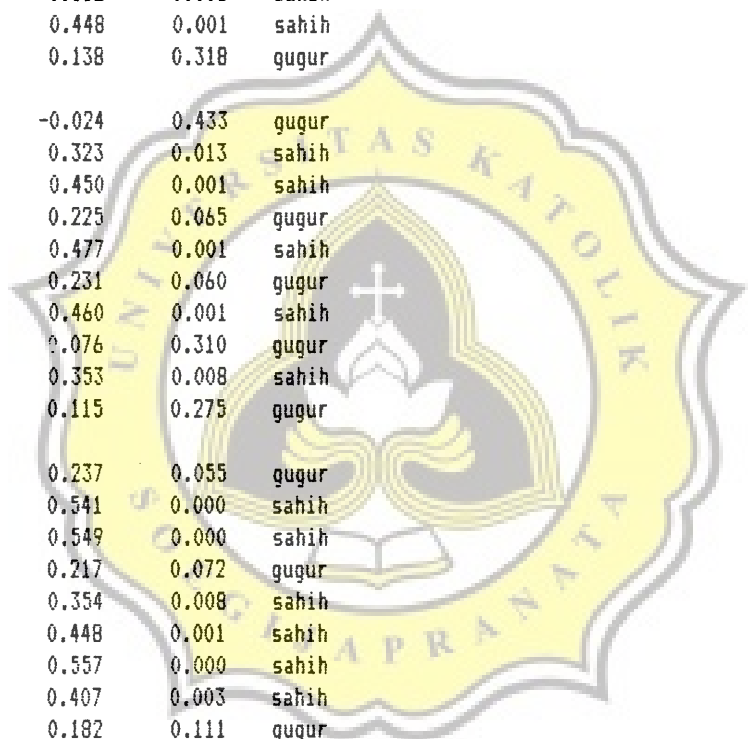 0.448 0.001 sahih
0.138 0.318 gugur
-0.024 0.433 gugur
0.323 0.013 sahih
0.450 0.001 sahih
0.225 0.065 gugur
0.477 0.001 sahih
0.231 0.060 gugur
0.460 0.001 sahih
0.076 0.310 gugur
0.353 0.008 sahih
0.115 0.275 gugur
0.237 0.055 gugur
0.541 0.000 sahih
0.549 0.000 sahih
0.217 0.072 gugur
0.354 0.008 sahih
0.448 0.001 sahih
0.557 0.000 sahih
0.407 0.003 sahih
0.182 0.111 gugur
UNIVERSITAS KATOLIK
SOEGIJAPRANATA